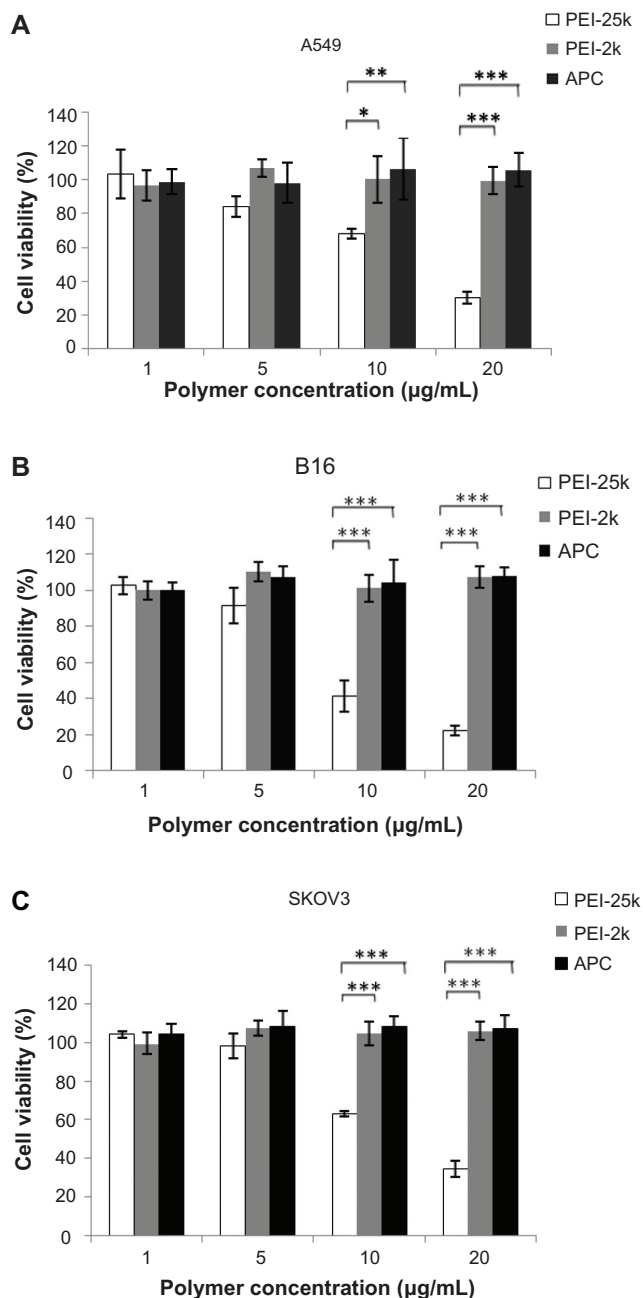 A
A549
PEI-25k
PEI-2k
APC
** ***
* ***
Cell viability (%)
140
120
100
80
60
40
20
0
1 5 10 20
Polymer concentration (µg/mL)
B
B16
PEI-25k
PEI-2k
APC
*** ***
*** ***
Cell viability (%)
140
120
100
80
60
40
20
0
1 5 10 20
Polymer concentration (µg/mL)
C
SKOV3
PEI-25k
PEI-2k
APC
*** ***
*** ***
Cell viability (%)
140
120
100
80
60
40
20
0
1 5 10 20
Polymer concentration (µg/mL)